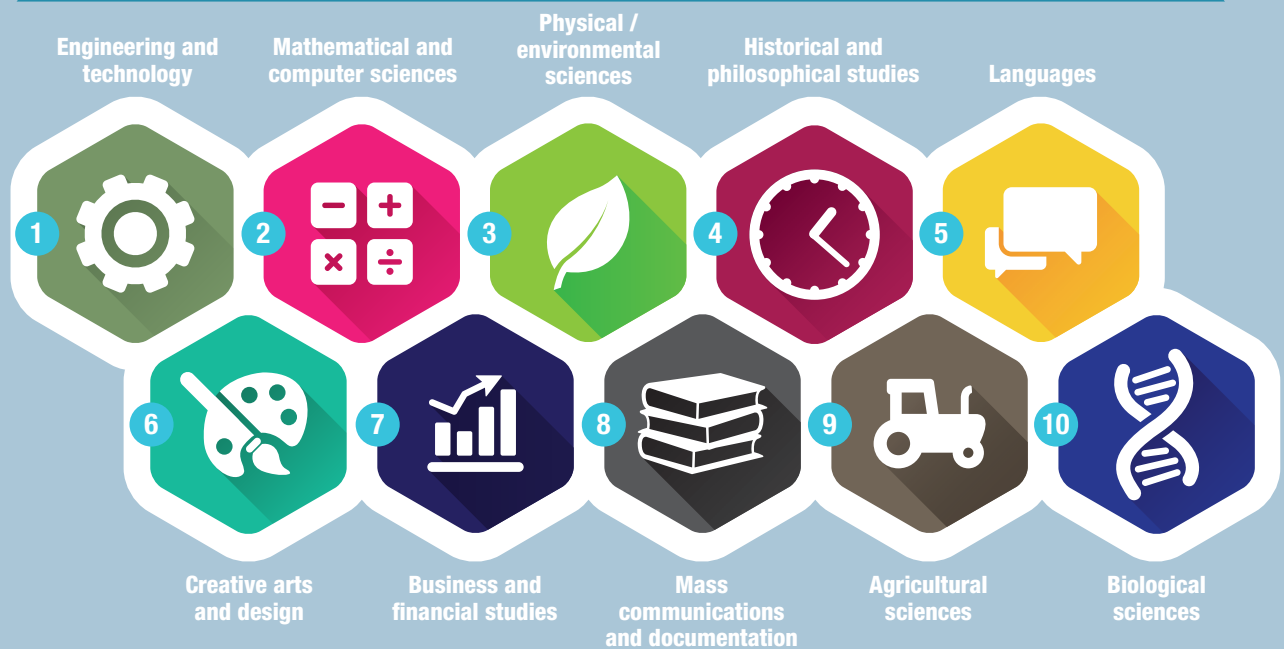 Engineering and
technology
Mathematical and
computer sciences
Physical /
environmental
sciences
Historical and
philosophical studies
Languages
1
2
3
4
5
6
7
8
9
10
Creative arts
and design
Business and
financial studies
Mass
communications
and documentation
Agricultural
sciences
Biological
sciences